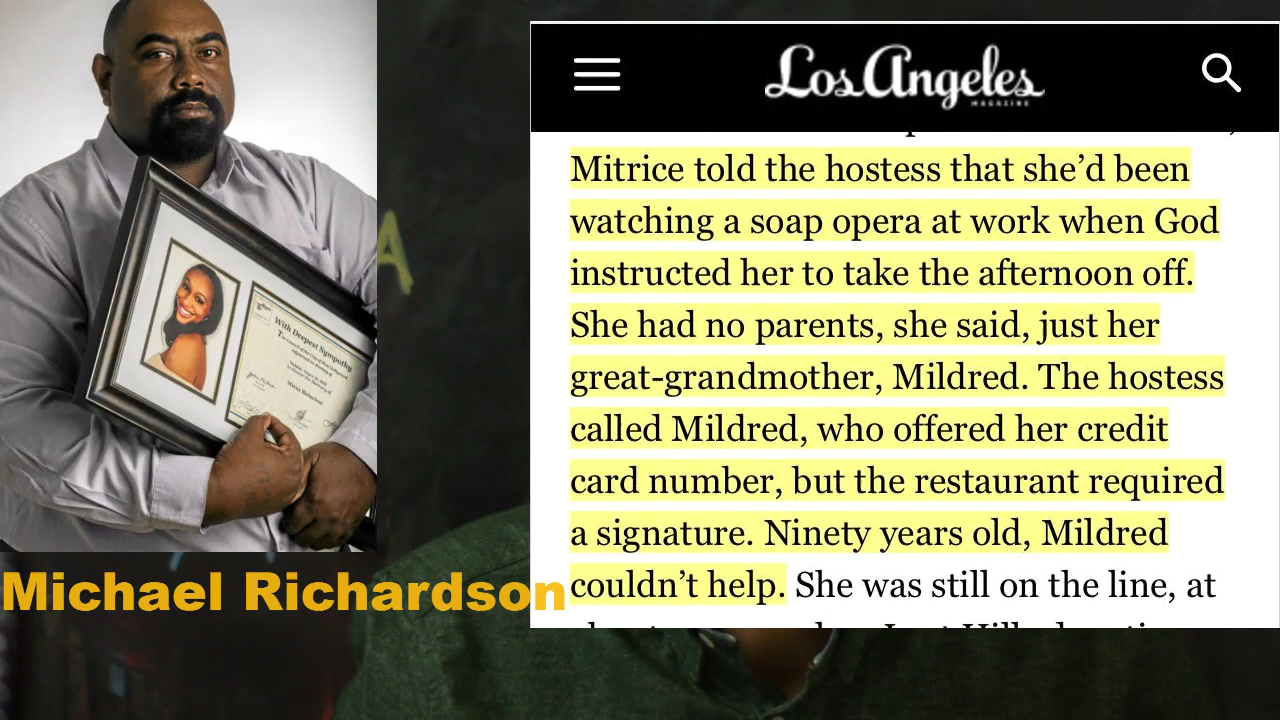 Los Angeles
MAGAZINE
Mitrice told the hostess that she’d been
watching a soap opera at work when God
instructed her to take the afternoon off.
She had no parents, she said, just her
great-grandmother, Mildred. The hostess
called Mildred, who offered her credit
card number, but the restaurant required
a signature. Ninety years old, Mildred
couldn’t help. She was still on the line, at
With Deepest Sympathy
Mitrice Richardson
Michael Richardson